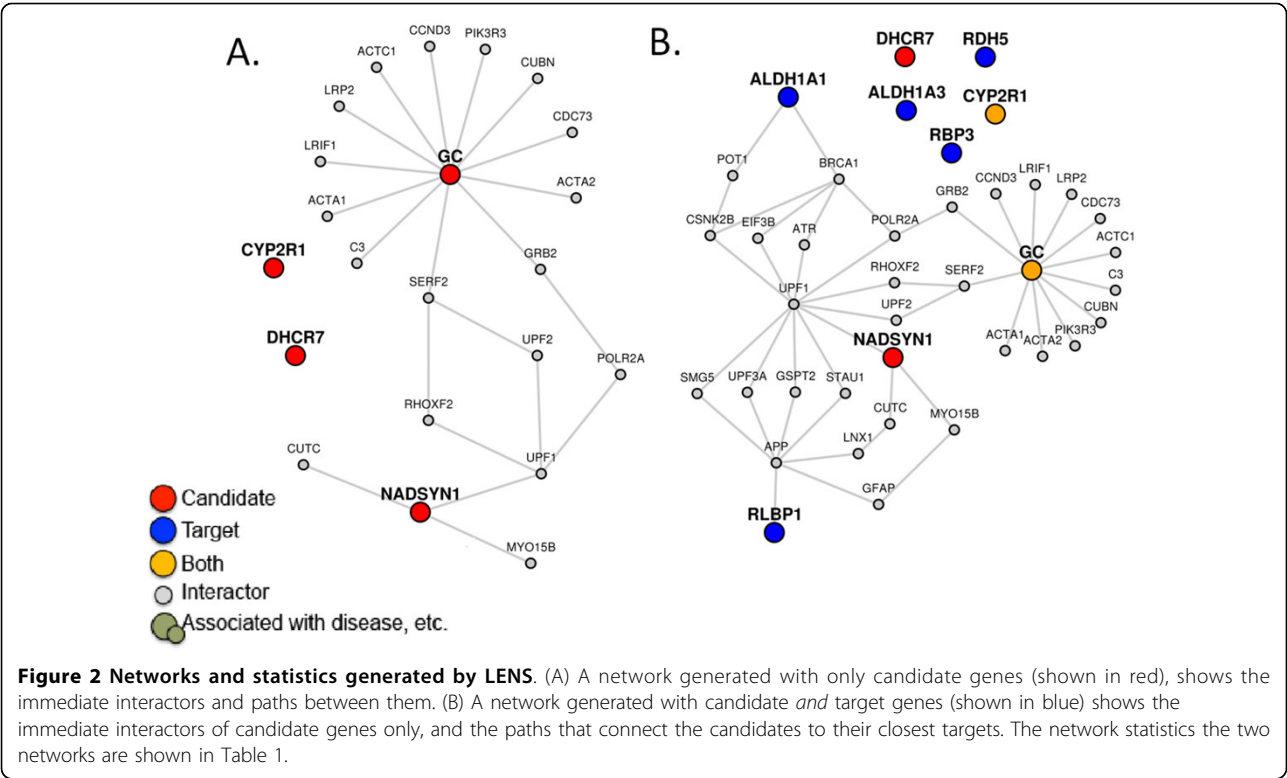 A.
CCND3
PIK3R3
ACTC1
CUBN
LRP2
CDC73
LRIF1
GC
ACTA2
ACTA1
C3
CYP2R1
GRB2
SERF2
DHCR7
UPF2
POLR2A
RHOXF2
CUTC
UPF1
NADSYN1
MYO15B
Candidate
Target
Both
Interactor
Associated with disease, etc.
B.
DHCR7
RDH5
ALDH1A1
ALDH1A3
CYP2R1
RBP3
POT1
BRCA1
LRIF1
CCND3
LRP2
GRB2
CDC73
CSNK2B
EIF3B
ATR
POLR2A
ACTC1
GC
RHOXF2
SERF2
C3
UPF1
UPF2
CUBN
ACTA1
ACTA2
PIK3R3
NADSYN1
SMG5
UPF3A
GSPT2
STAU1
CUTC
MYO15B
APP
LNX1
GFAP
RLBP1
Figure 2 Networks and statistics generated by LENS. (A) A network generated with only candidate genes (shown in red), shows the
immediate interactors and paths between them. (B) A network generated with candidate and target genes (shown in blue) shows the
immediate interactors of candidate genes only, and the paths that connect the candidates to their closest targets. The network statistics the two
networks are shown in Table 1.